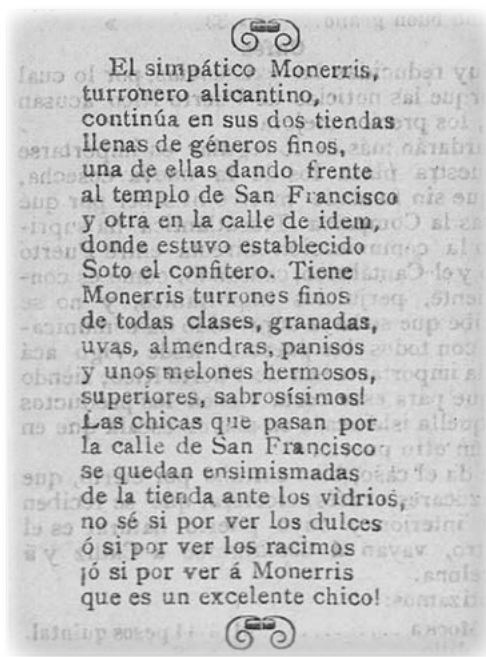 El simpático Monerris,
turronero alicantino,
continúa en sus dos tiendas
llenas de géneros finos,
una de ellas dando frente
al templo de San Francisco
y otra en la calle de idem,
donde estuvo establecido
Soto el confitero. Tiene
Monerris turrones finos
de todas clases, granadas,
uvas, almendras, panisos
y unos melones hermosos,
superiores, sabrosísimos!
Las chicas que pasan por
la calle de San Francisco
se quedan ensimismadas
de la tienda ante los vidrios,
no sé si por ver los dulces
ó si por ver los racimos
¡ó si por ver á Monerris
que es un excelente chico!